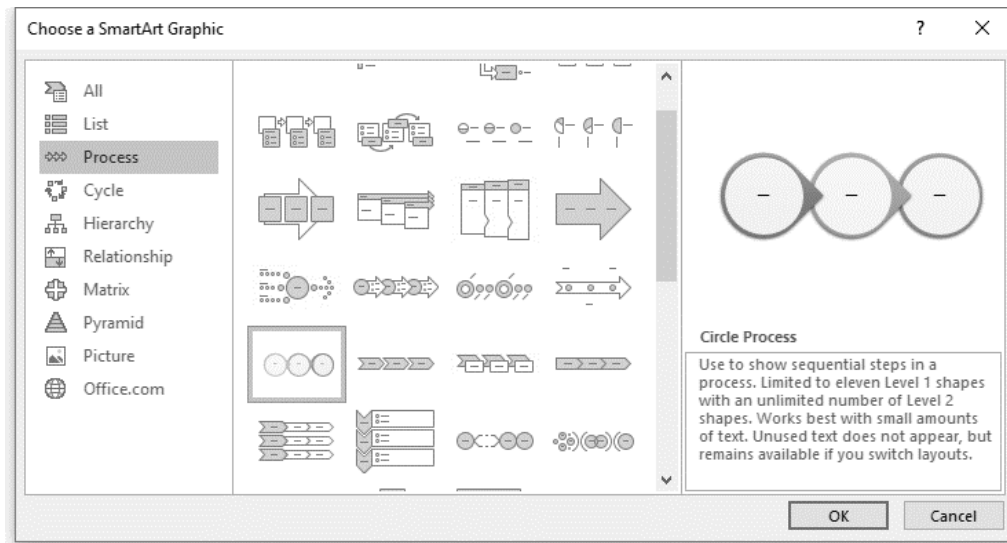 Choose a SmartArt Graphic
All
List
Process
Cycle
Hierarchy
Relationship
Matrix
Pyramid
Picture
Office.com
Circle Process
Use to show sequential steps in a
process. Limited to eleven Level 1 shapes
with an unlimited number of Level 2
shapes. Works best with small amounts
of text. Unused text does not appear, but
remains available if you switch layouts.
OK
Cancel